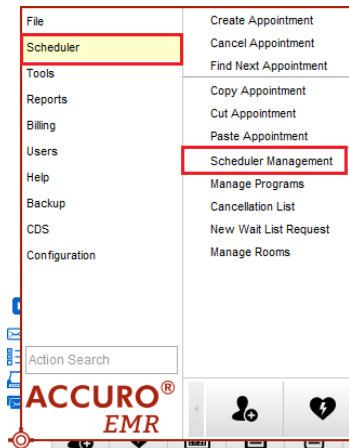 File
Scheduler
Tools
Reports
Billing
Users
Help
Backup
CDS
Configuration
Action Search
ACCURO®
EMR
Create Appointment
Cancel Appointment
Find Next Appointment
Copy Appointment
Cut Appointment
Paste Appointment
Scheduler Management
Manage Programs
Cancellation List
New Wait List Request
Manage Rooms